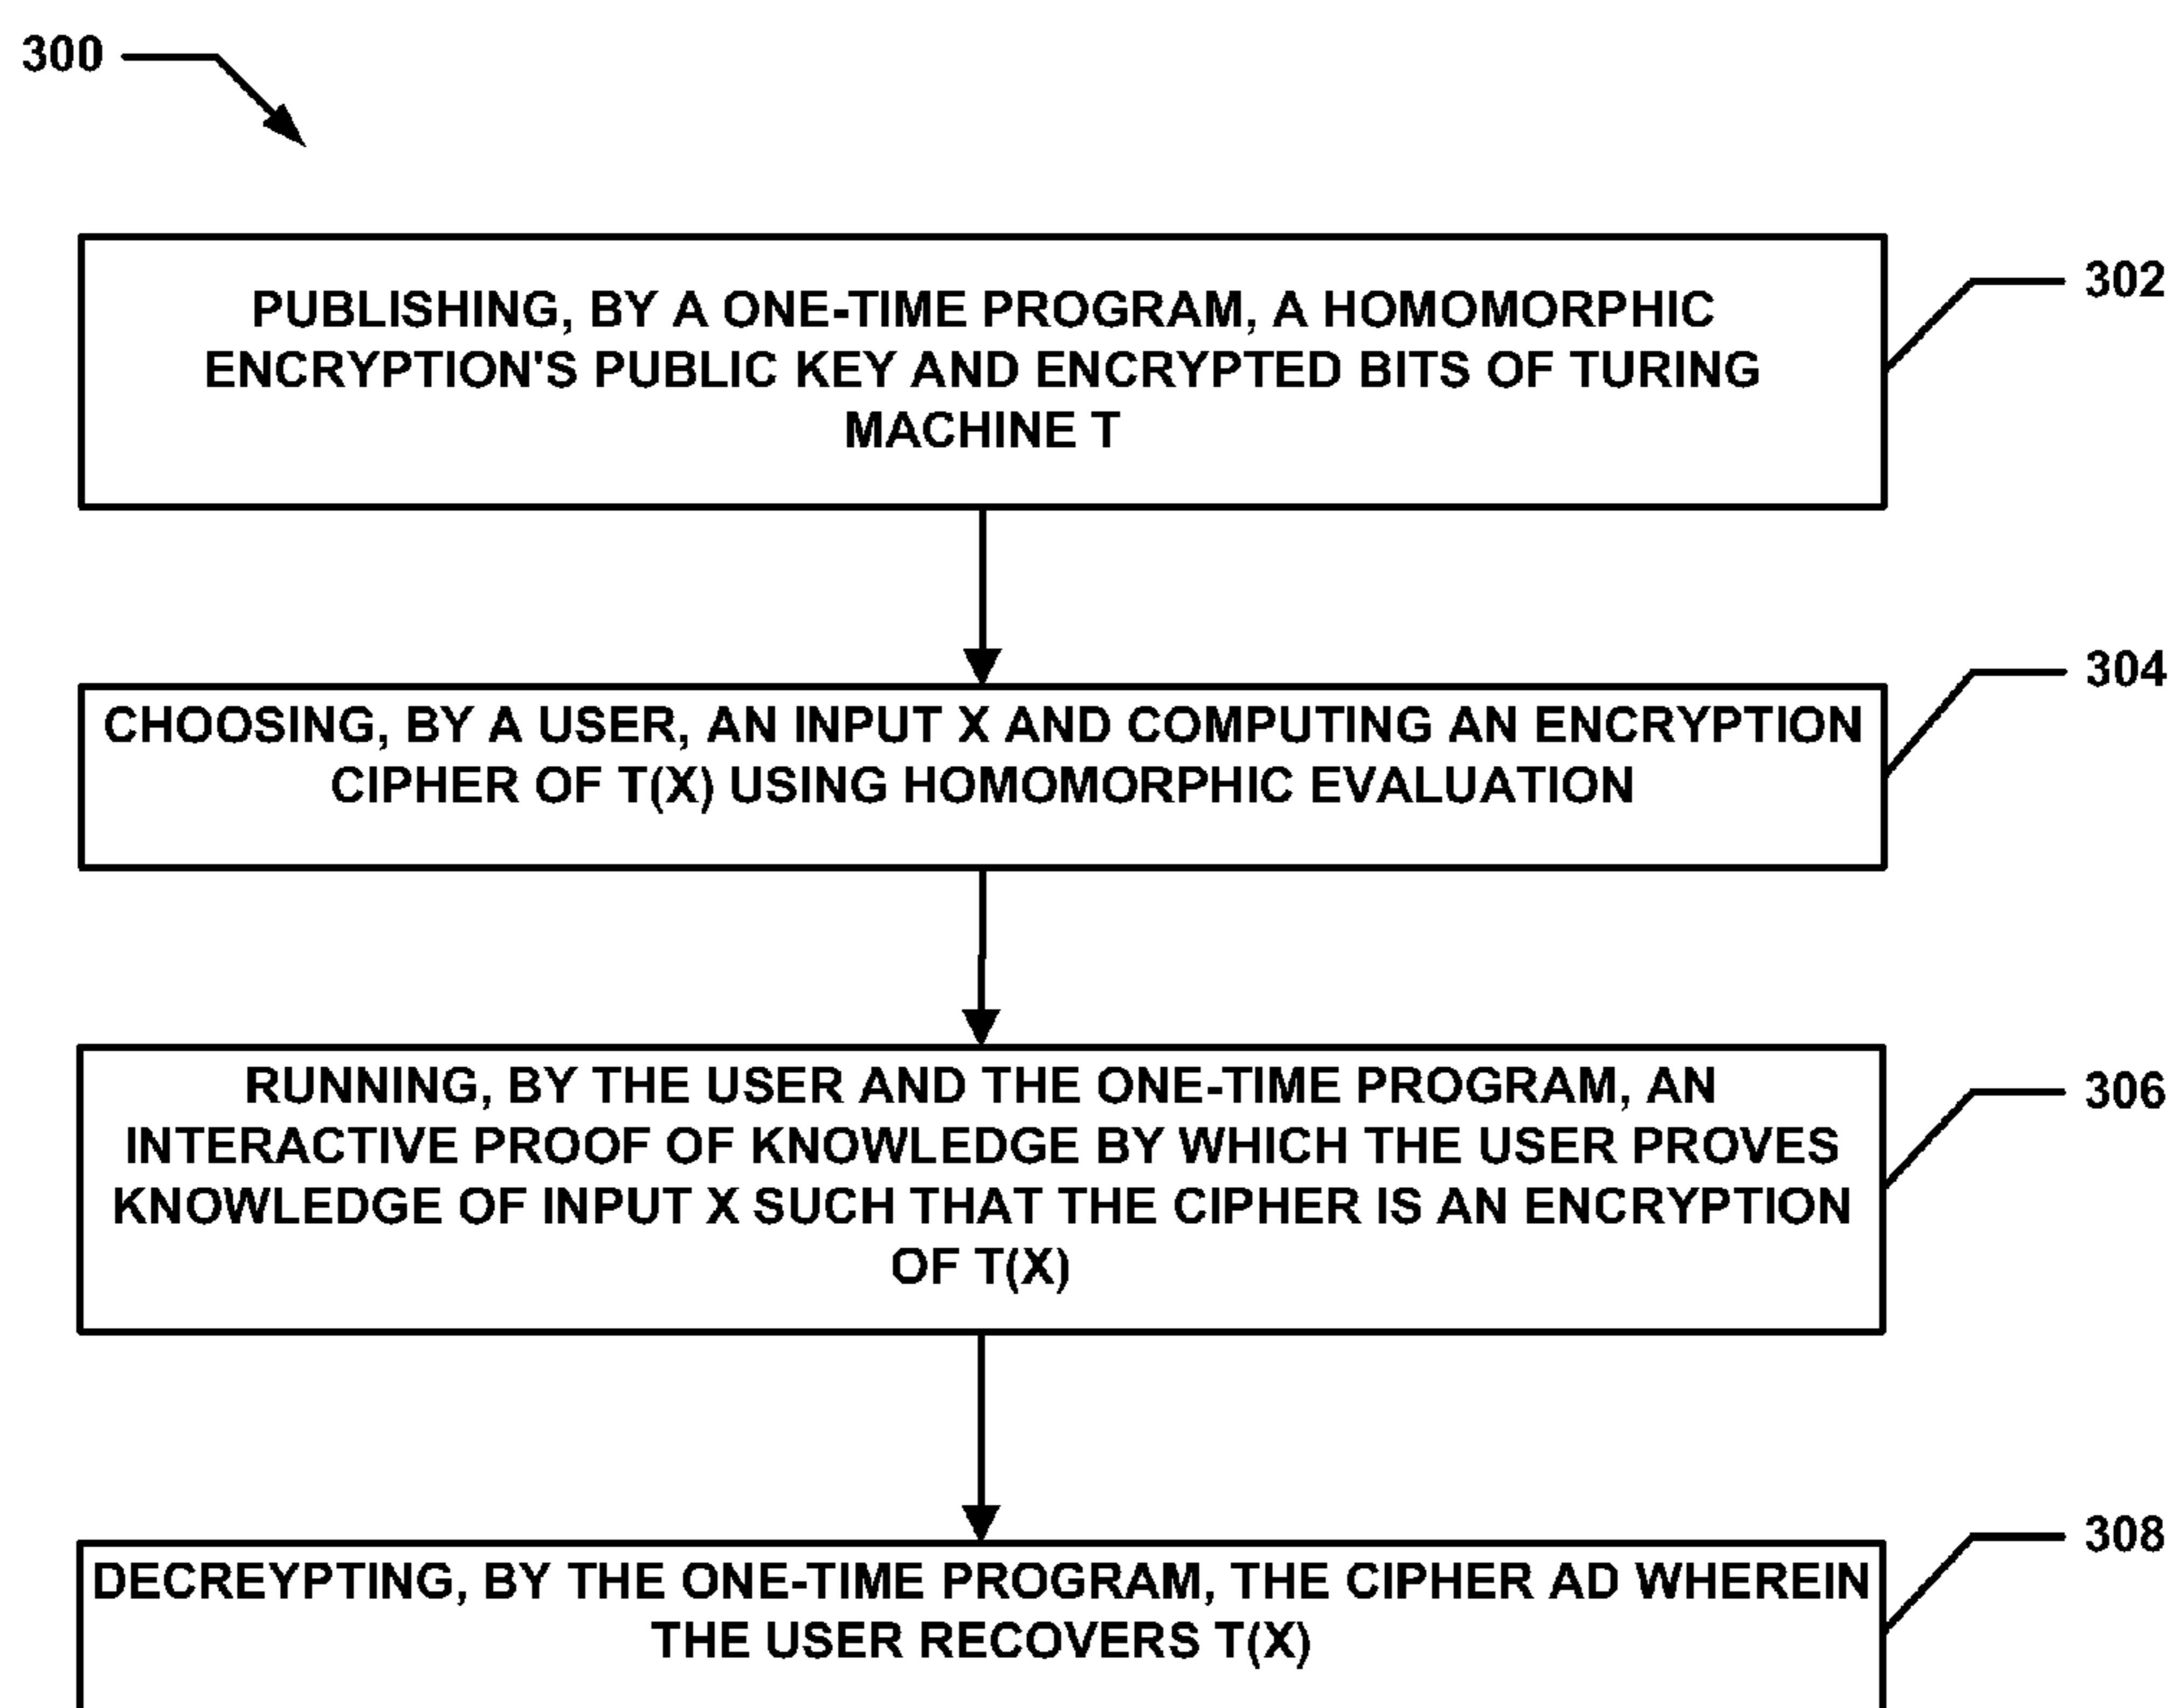 300
PUBLISHING, BY A ONE-TIME PROGRAM, A HOMOMORPHIC
ENCRYPTION'S PUBLIC KEY AND ENCRYPTED BITS OF TURING
MACHINE T
302
CHOOSING, BY A USER, AN INPUT X AND COMPUTING AN ENCRYPTION
CIPHER OF T(X) USING HOMOMORPHIC EVALUATION
304
RUNNING, BY THE USER AND THE ONE-TIME PROGRAM, AN
INTERACTIVE PROOF OF KNOWLEDGE BY WHICH THE USER PROVES
KNOWLEDGE OF INPUT X SUCH THAT THE CIPHER IS AN ENCRYPTION
OF T(X)
306
DECREYPTING, BY THE ONE-TIME PROGRAM, THE CIPHER AD WHEREIN
THE USER RECOVERS T(X)
308